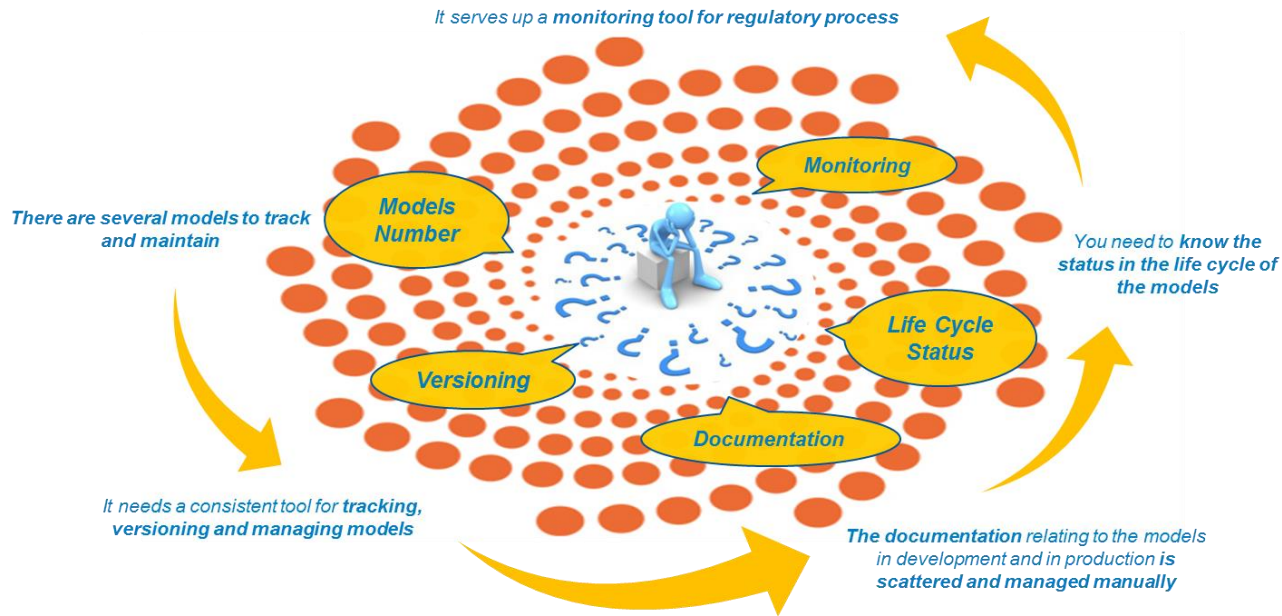 It serves up a monitoring tool for regulatory process
Monitoring
Models
Number
There are several models to track
and maintain
You need to know the
status in the life cycle of
the models
Life Cycle
Status
Versioning
Documentation
It needs a consistent tool for tracking,
versioning and managing models
The documentation relating to the models
in development and in production is
scattered and managed manually